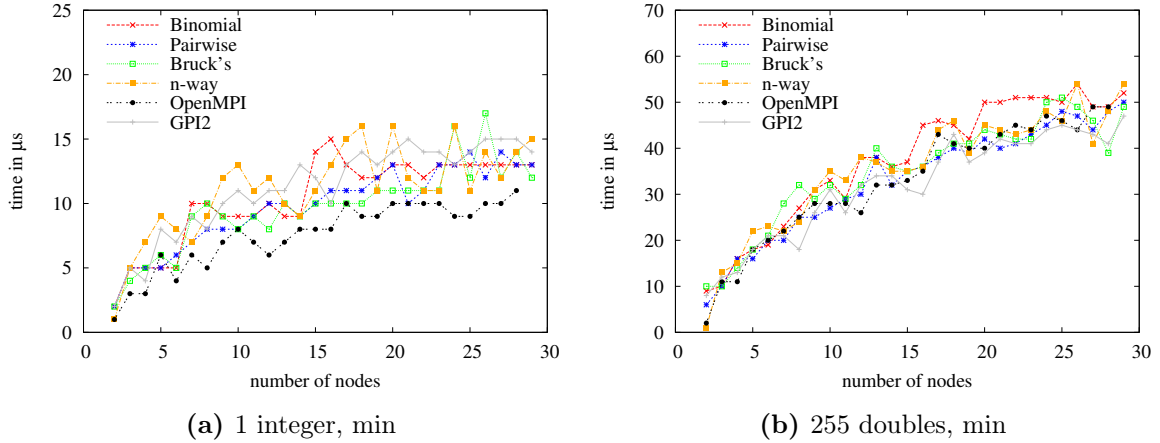 25
20
15
10
5
0
0 5 10 15 20 25 30
time in µs
number of nodes
Binomial
Pairwise
Bruck's
n-way
OpenMPI
GPI2
(a) 1 integer, min
70
60
50
40
30
20
10
0
0 5 10 15 20 25 30
time in µs
number of nodes
Binomial
Pairwise
Bruck's
n-way
OpenMPI
GPI2
(b) 255 doubles, min